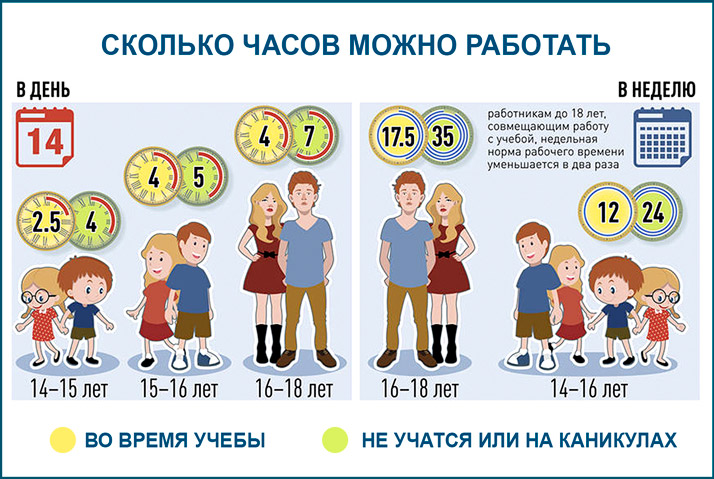 СКОЛЬКО ЧАСОВ МОЖНО РАБОТАТЬ
В ДЕНЬ
14
2.5 4
4 5
4 7
14–15 лет
15–16 лет
16–18 лет
В НЕДЕЛЮ
17.5 35
работникам до 18 лет,
совмещающим работу
с учебой, недельная
норма рабочего времени
уменьшается в два раза
12 24
16–18 лет
14–16 лет
ВО ВРЕМЯ УЧЕБЫ
НЕ УЧАТСЯ ИЛИ НА КАНИКУЛАХ